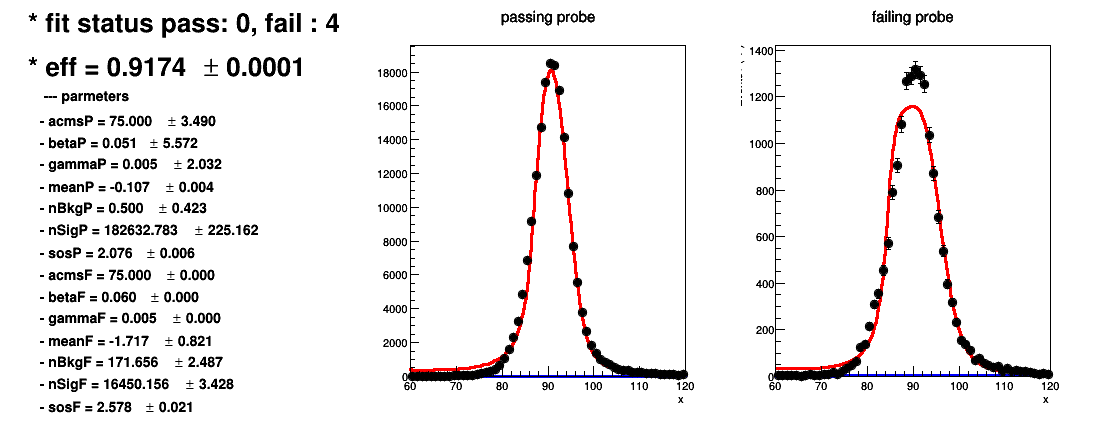 * fit status pass: 0, fail : 4
* eff = 0.9174 ± 0.0001
--- parmeters
- acmsP = 75.000 ± 3.490
- betaP = 0.051 ± 5.572
- gammaP = 0.005 ± 2.032
- meanP = -0.107 ± 0.004
- nBkgP = 0.500 ± 0.423
- nSigP = 182632.783 ± 225.162
- sosP = 2.076 ± 0.006
- acmsF = 75.000 ± 0.000
- betaF = 0.060 ± 0.000
- gammaF = 0.005 ± 0.000
- meanF = -1.717 ± 0.821
- nBkgF = 171.656 ± 2.487
- nSigF = 16450.156 ± 3.428
- sosF = 2.578 ± 0.021
passing probe
18000
16000
14000
12000
10000
8000
6000
4000
2000
0
60 70 80 90 100 110 120
x
failing probe
1400
1200
1000
800
600
400
200
0
60 70 80 90 100 110 120
x